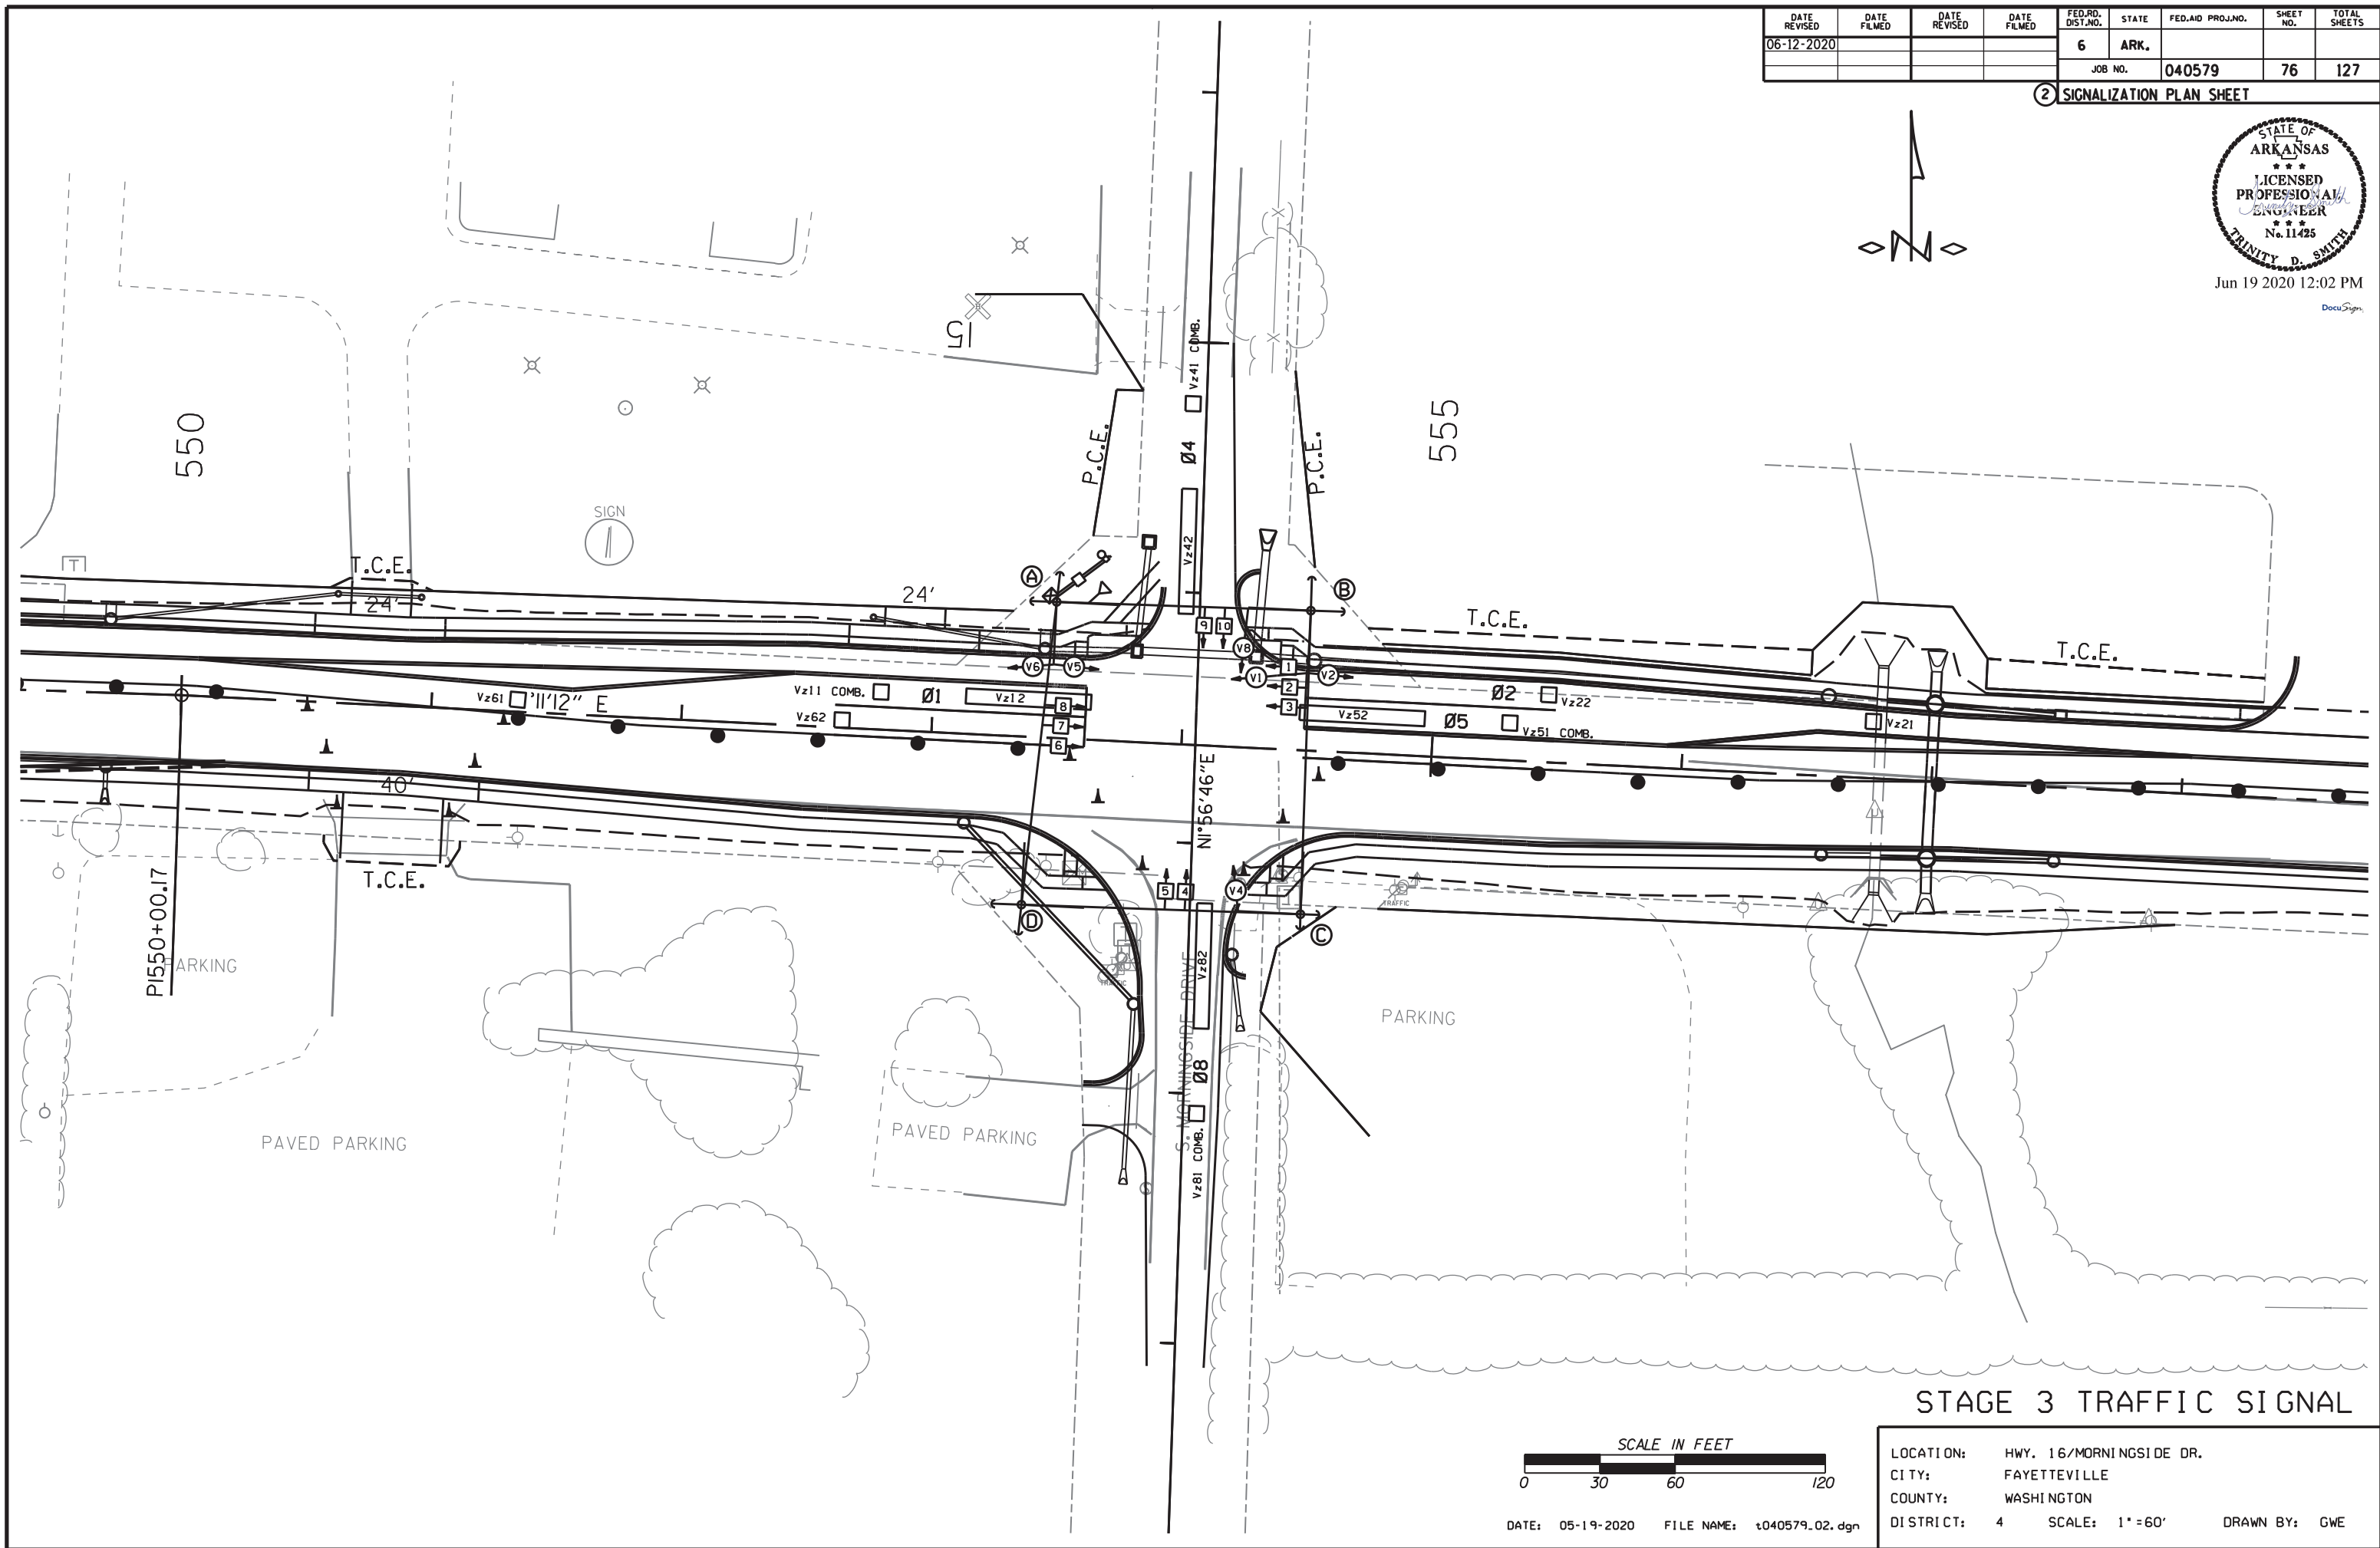 DATE REVISED
DATE FILMED
DATE REVISED
DATE FILMED
FED.RD. DIST.NO.
STATE
FED.AID PROJ.NO.
SHEET NO.
TOTAL SHEETS
06-12-2020
6
ARK.
JOB NO.
040579
76
127
2 SIGNALIZATION PLAN SHEET
STATE OF
ARKANSAS
* * *
LICENSED
PROFESSIONAL
ENGINEER
* * *
No. 11425
TRINITY D. SMITH
Jun 19 2020 12:02 PM
DocuSign
N
15
Vz41 COMB.
550
555
Ø4
P.C.E.
P.C.E.
SIGN
Vz42
T.C.E.
24'
24'
A
B
T.C.E.
T.C.E.
9
10
V8
V6
V5
1
V1
V2
2
3
Vz61
'11'12" E
Vz11 COMB.
Ø1
Vz12
Vz62
8
7
6
Ø2
Vz22
Vz52
Ø5
Vz51 COMB.
Vz21
40'
N1°56'46"E
T.C.E.
5
4
V4
TRAFFIC
D
C
PI550+00.17
PARKING
TRAFFIC
Vz82
S. MORNINGSIDE DRIVE
PARKING
Ø8
PAVED PARKING
PAVED PARKING
Vz81 COMB.
STAGE 3 TRAFFIC SIGNAL
SCALE IN FEET
0 30 60 120
LOCATION: HWY. 16/MORNINGSIDE DR.
CITY: FAYETTEVILLE
COUNTY: WASHINGTON
DISTRICT: 4 SCALE: 1"=60' DRAWN BY: GWE
DATE: 05-19-2020 FILE NAME: t040579_02.dgn